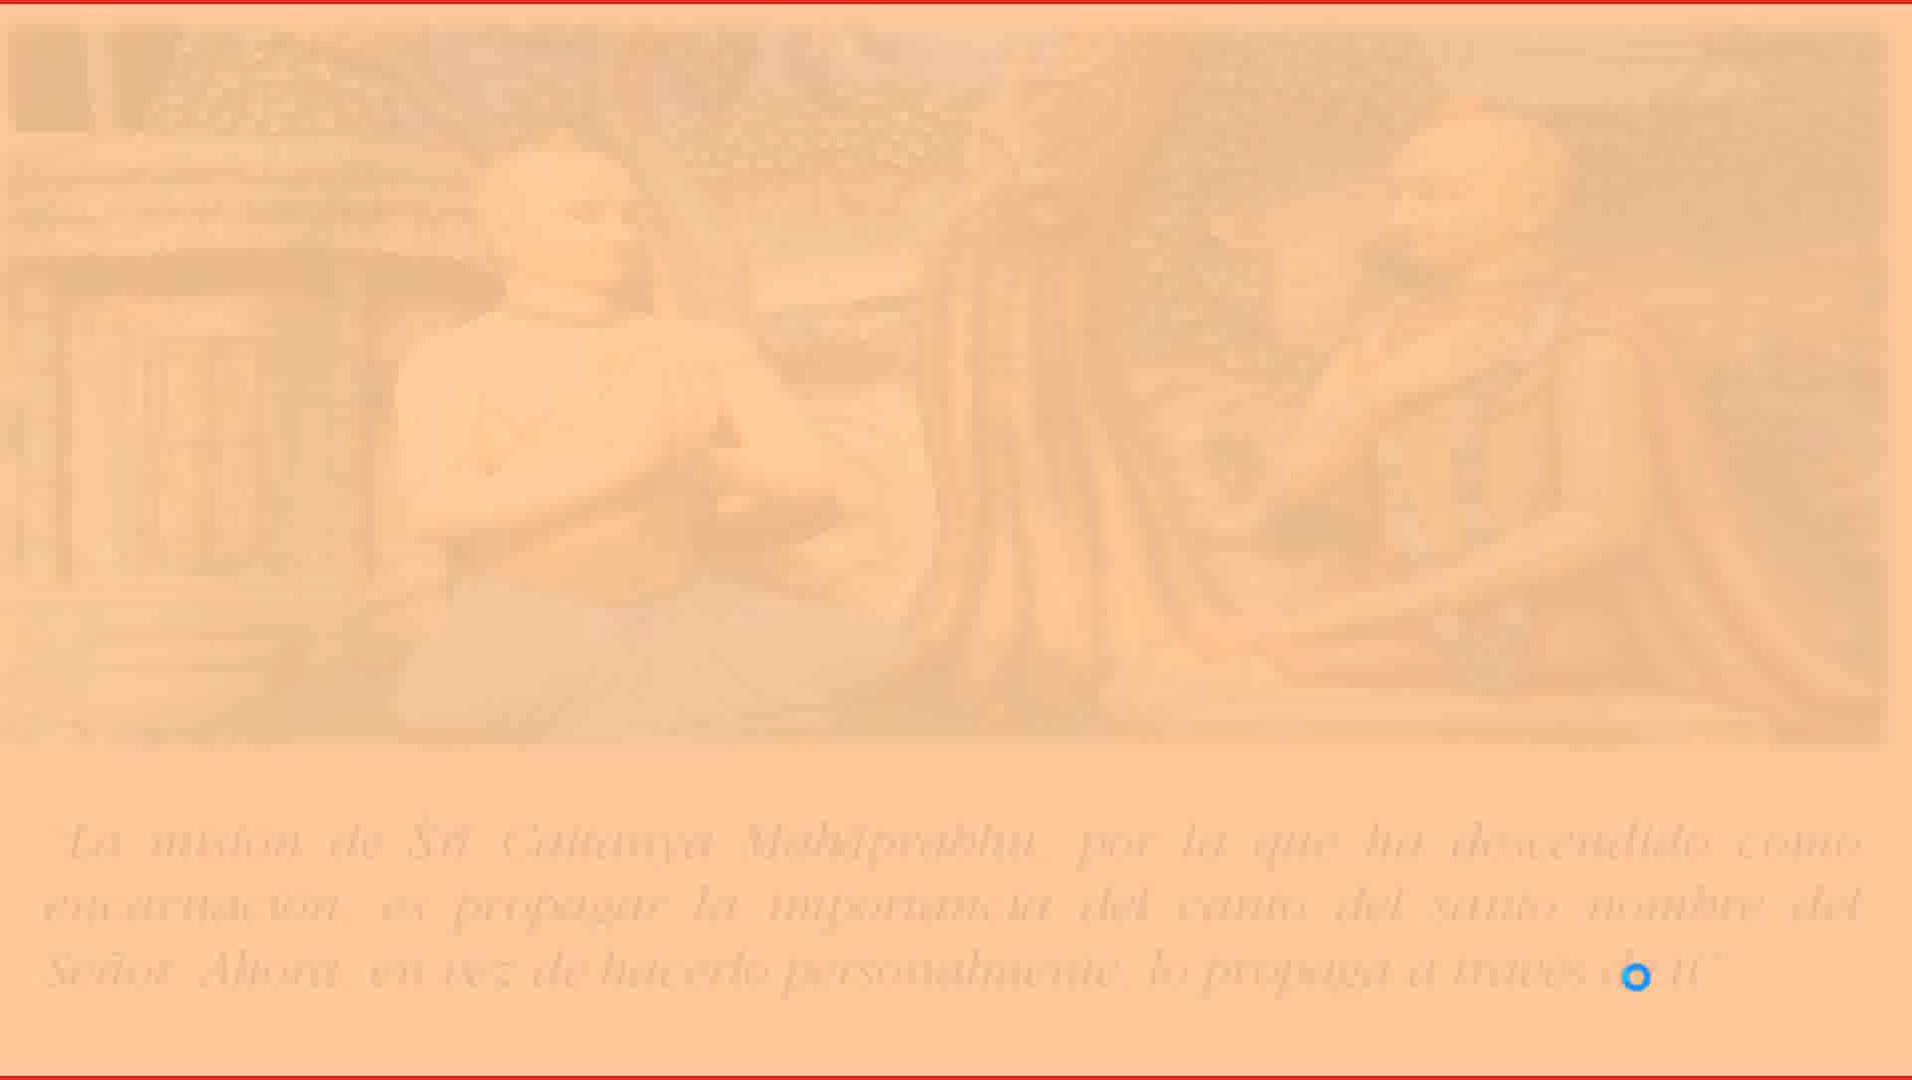 "La misión de Śrī Caitanya Mahāprabhu, por la que ha descendido como
encarnación, es propagar la importancia del canto del santo nombre del
Señor. Ahora, en vez de hacerlo personalmente, lo propaga a través de ti"